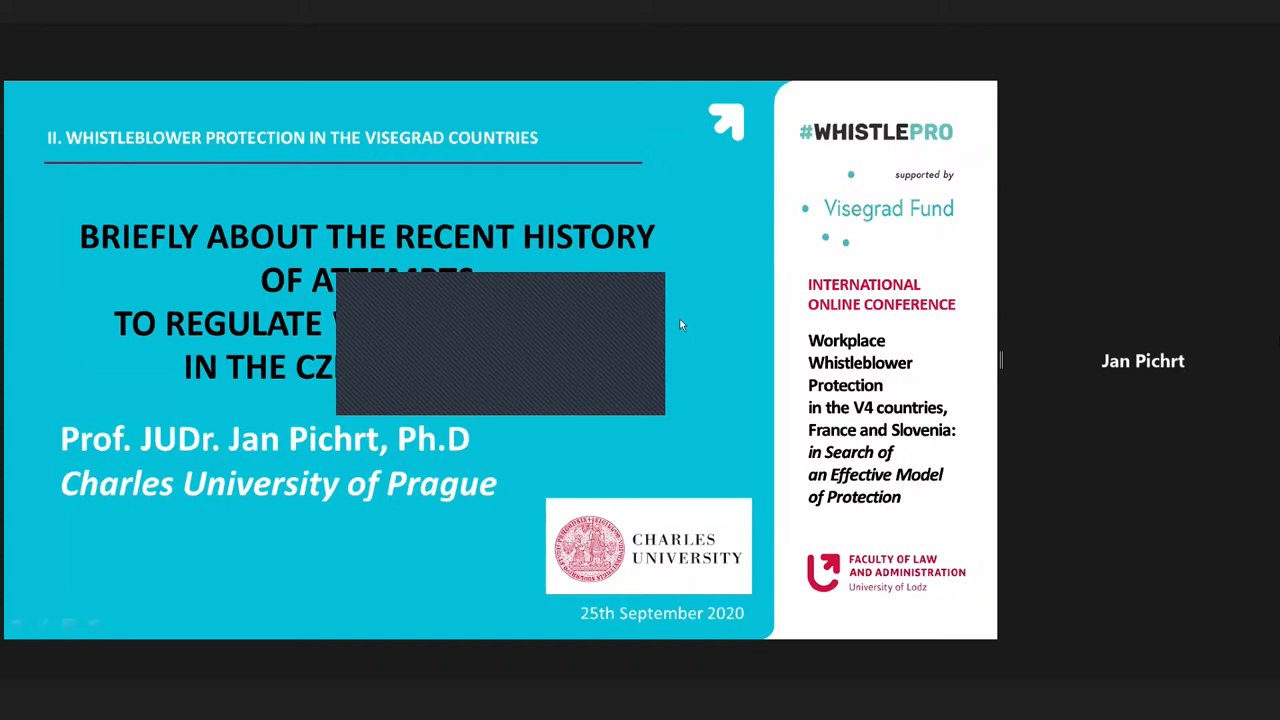 II. WHISTLEBLOWER PROTECTION IN THE VISEGRAD COUNTRIES
BRIEFLY ABOUT THE RECENT HISTORY
OF
TO REGULATE
IN THE
Prof. JUDr. Jan Pichrt, Ph.D
Charles University of Prague
CHARLES
UNIVERSITY
25th September 2020
#WHISTLEPRO
supported by
Visegrad Fund
INTERNATIONAL
ONLINE CONFERENCE
Workplace
Whistleblower
Protection
in the V4 countries,
France and Slovenia:
in Search of
an Effective Model
of Protection
FACULTY OF LAW
AND ADMINISTRATION
University of Lodz
Jan Pichrt